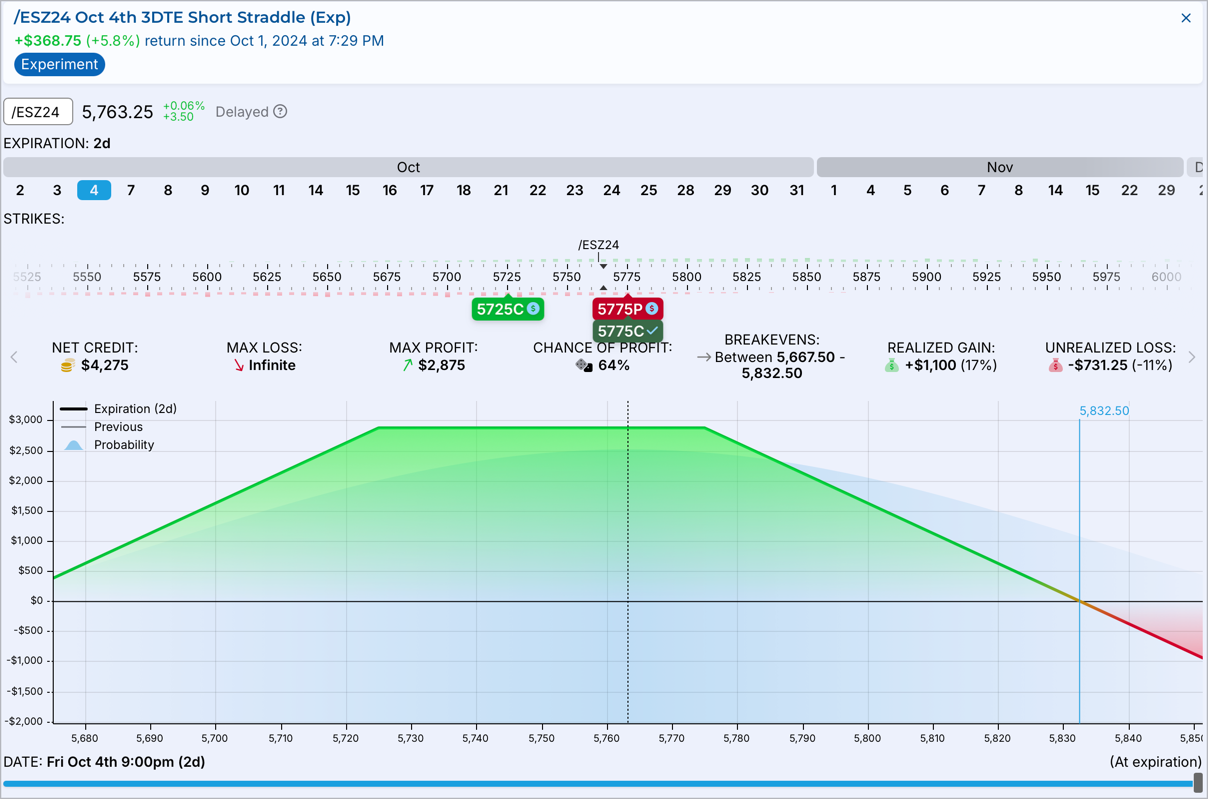 /ESZ24 Oct 4th 3DTE Short Straddle (Exp)
+$368.75 (+5.8%) return since Oct 1, 2024 at 7:29 PM
Experiment
/ESZ24 5,763.25 +0.06% +3.50 Delayed ?
EXPIRATION: 2d
Oct Nov D
2 3 4 7 8 9 10 11 14 15 16 17 18 21 22 23 24 25 28 29 30 31 1 4 5 6 7 8 14 15 22 29
STRIKES:
/ESZ24
5525 5550 5575 5600 5625 5650 5675 5700 5725 5750 5775 5800 5825 5850 5875 5900 5925 5950 5975 6000
5725C $ 5775P $
5775C
NET CREDIT: MAX LOSS: MAX PROFIT: CHANCE OF PROFIT: BREAKEVENS: REALIZED GAIN: UNREALIZED LOSS:
$4,275 Infinite $2,875 64% Between 5,667.50 - +$1,100 (17%) -$731.25 (-11%)
5,832.50
Expiration (2d)
Previous
Probability
5,832.50
$3,000
$2,500
$2,000
$1,500
$1,000
$500
$0
-$500
-$1,000
-$1,500
-$2,000
5,680 5,690 5,700 5,710 5,720 5,730 5,740 5,750 5,760 5,770 5,780 5,790 5,800 5,810 5,820 5,830 5,840
DATE: Fri Oct 4th 9:00pm (2d) (At expiration)